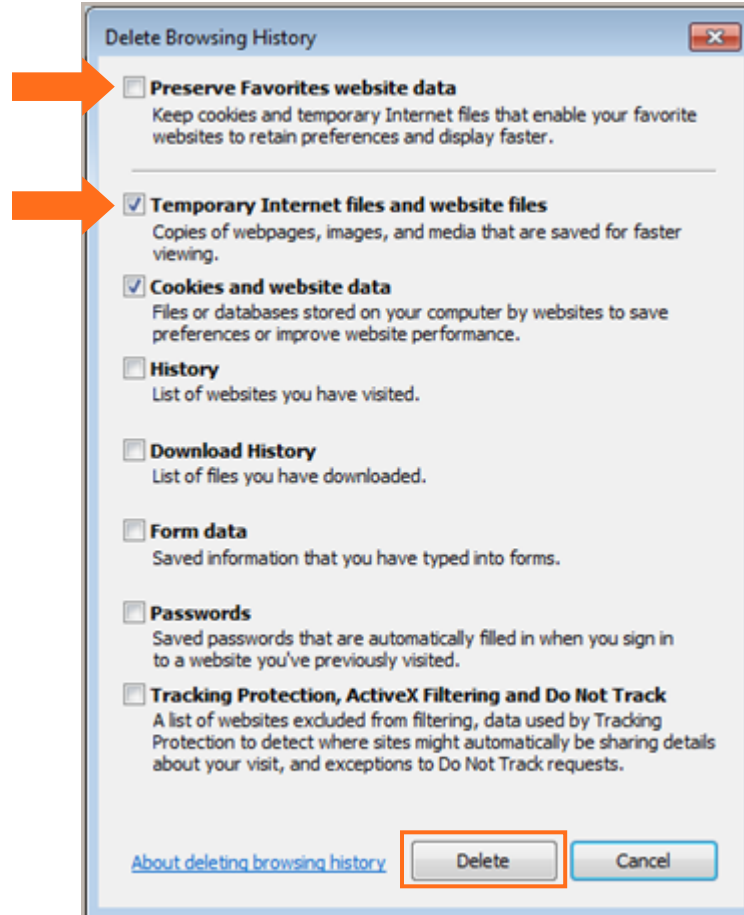 Delete Browsing History
Preserve Favorites website data
Keep cookies and temporary Internet files that enable your favorite
websites to retain preferences and display faster.
Temporary Internet files and website files
Copies of webpages, images, and media that are saved for faster
viewing.
Cookies and website data
Files or databases stored on your computer by websites to save
preferences or improve website performance.
History
List of websites you have visited.
Download History
List of files you have downloaded.
Form data
Saved information that you have typed into forms.
Passwords
Saved passwords that are automatically filled in when you sign in
to a website you've previously visited.
Tracking Protection, ActiveX Filtering and Do Not Track
A list of websites excluded from filtering, data used by Tracking
Protection to detect where sites might automatically be sharing details
about your visit, and exceptions to Do Not Track requests.
About deleting browsing history
Delete
Cancel